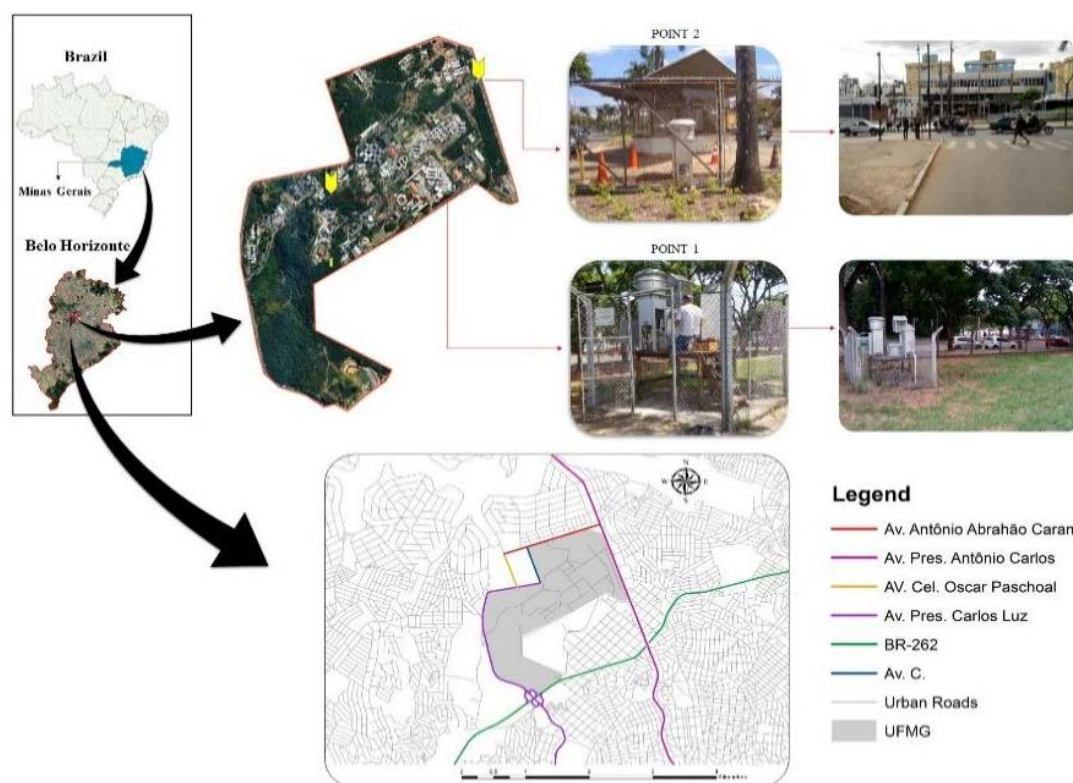 Brazil
Minas Gerais
Belo Horizonte
POINT 2
POINT 1
N
W
E
S
Legend
Av. Antônio Abrahão Caran
Av. Pres. Antônio Carlos
AV. Cel. Oscar Paschoal
Av. Pres. Carlos Luz
BR-262
Av. C.
Urban Roads
UFMG